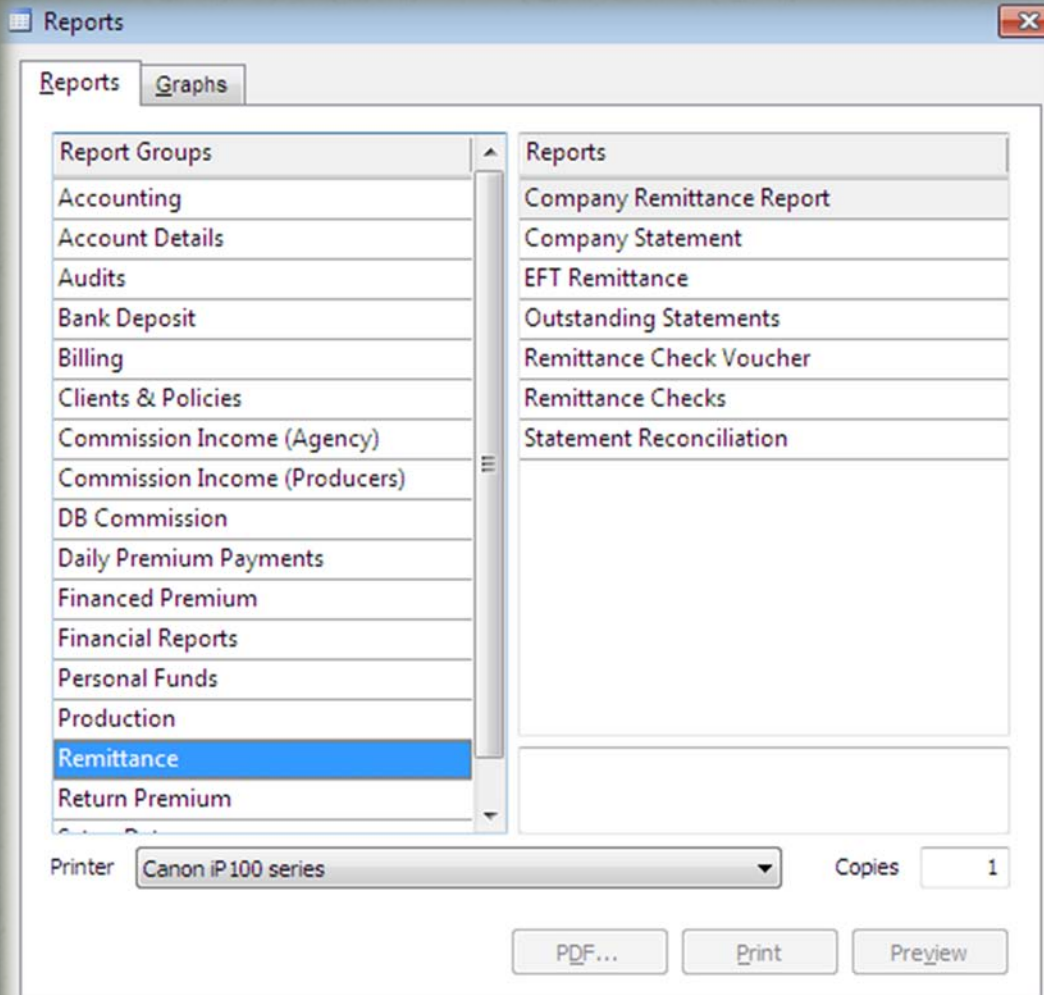 Reports
Reports Graphs
Report Groups
Accounting
Account Details
Audits
Bank Deposit
Billing
Clients & Policies
Commission Income (Agency)
Commission Income (Producers)
DB Commission
Daily Premium Payments
Financed Premium
Financial Reports
Personal Funds
Production
Remittance
Return Premium
Reports
Company Remittance Report
Company Statement
EFT Remittance
Outstanding Statements
Remittance Check Voucher
Remittance Checks
Statement Reconciliation
Printer Canon iP100 series Copies 1
PDF... Print Preview